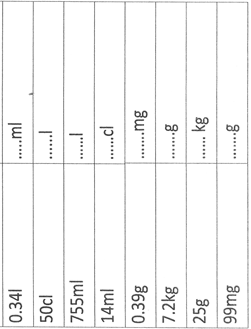 0.34l ......ml
50cl .......l
755ml ......l
14ml ......cl
0.39g ........mg
7.2kg .......g
25g ...... kg
99mg ......g